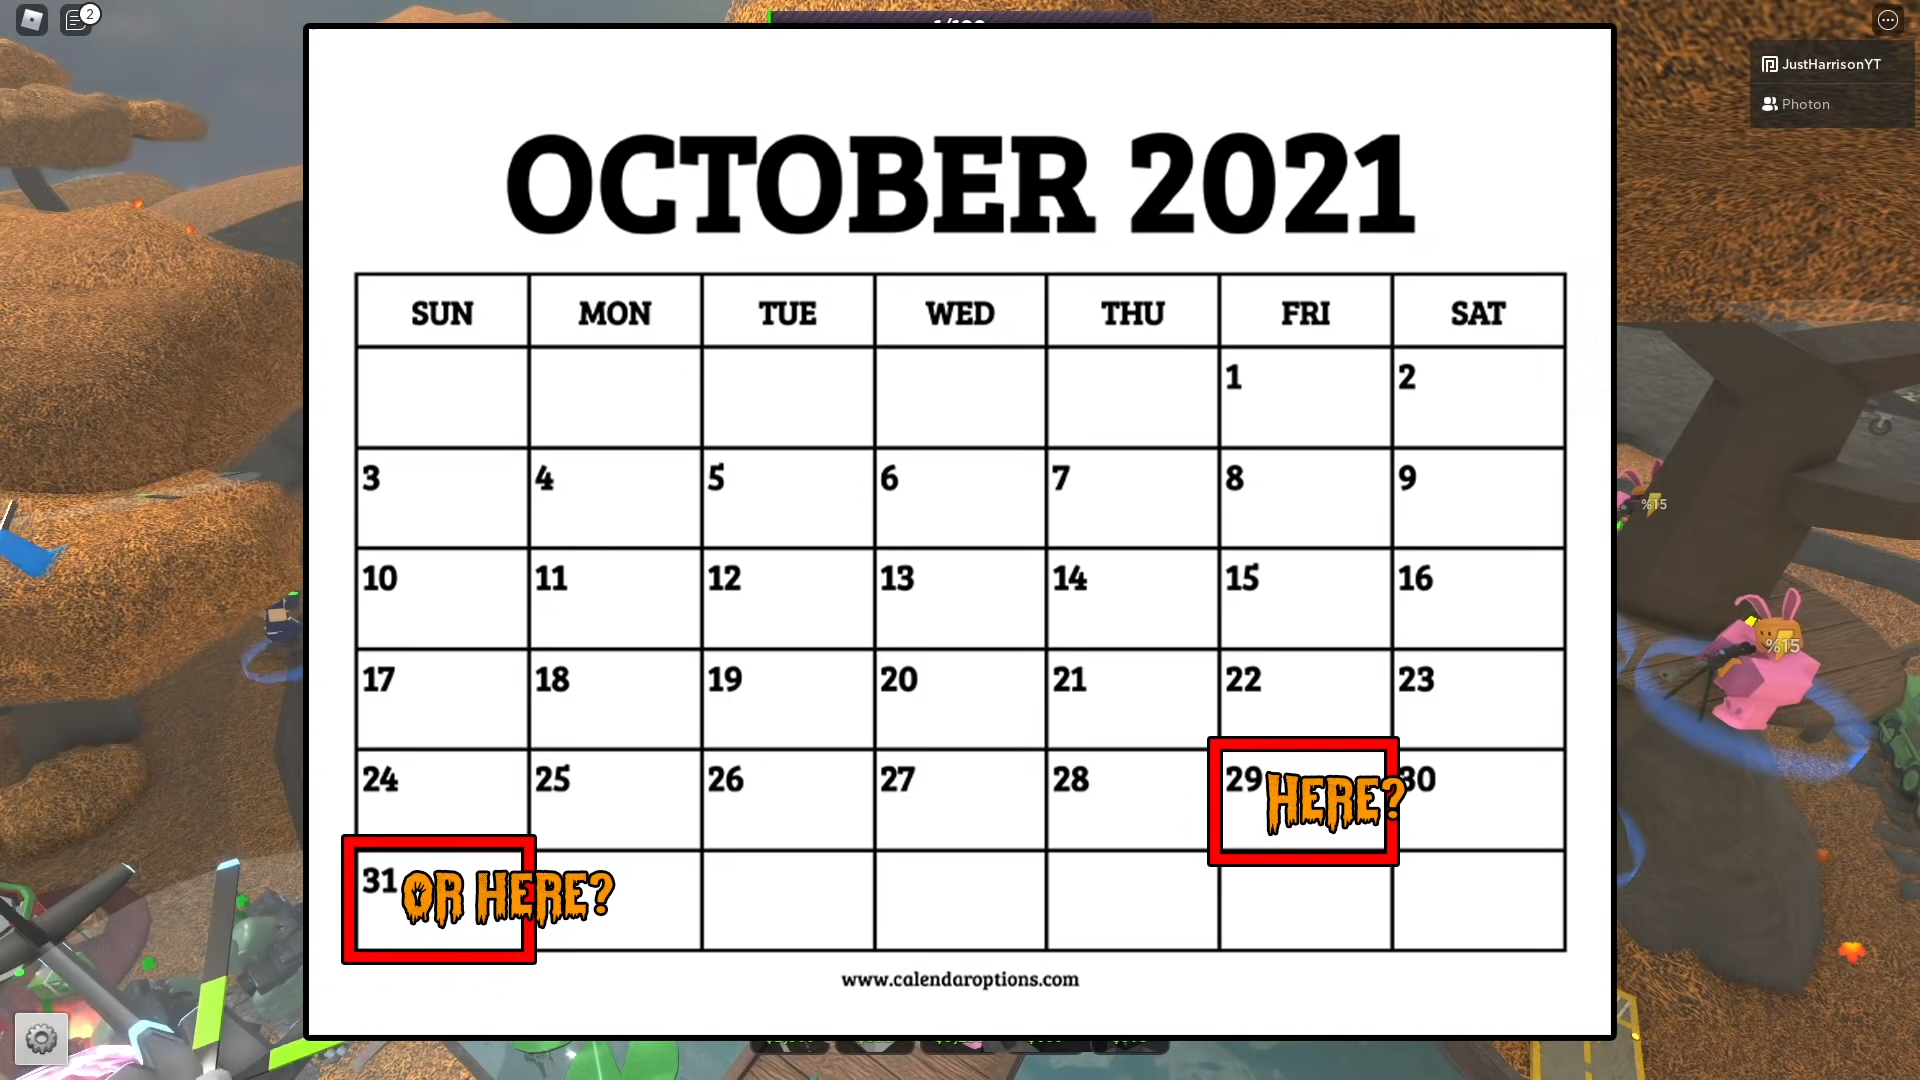 2
JustHarrisonYT
Photon
OCTOBER 2021
SUN MON TUE WED THU FRI SAT
1 2
3 4 5 6 7 8 9
10 11 12 13 14 15 16
17 18 19 20 21 22 23
24 25 26 27 28 29 HERE? 30
31 OR HERE?
www.calendaroptions.com
%15
%15